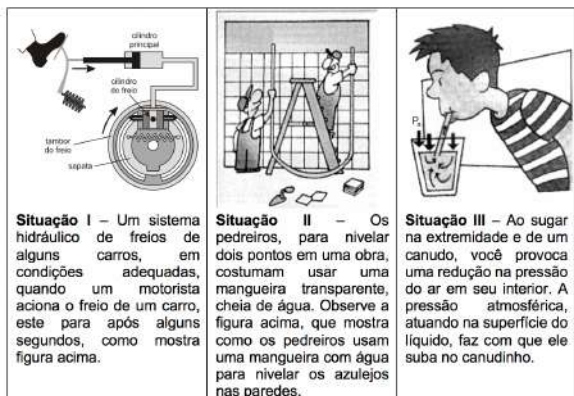 cilindro
principal
cilindro
do freio
tambor
do freio
sapata
Situação I – Um sistema
hidráulico de freios de
alguns carros, em
condições adequadas,
quando um motorista
aciona o freio de um carro,
este para após alguns
segundos, como mostra
figura acima.
Situação II – Os
pedreiros, para nivelar
dois pontos em uma obra,
costumam usar uma
mangueira transparente,
cheia de água. Observe a
figura acima, que mostra
como os pedreiros usam
uma mangueira com água
para nivelar os azulejos
nas paredes.
Situação III – Ao sugar
na extremidade e de um
canudo, você provoca
uma redução na pressão
do ar em seu interior. A
pressão atmosférica,
atuando na superfície do
líquido, faz com que ele
suba no canudinho.